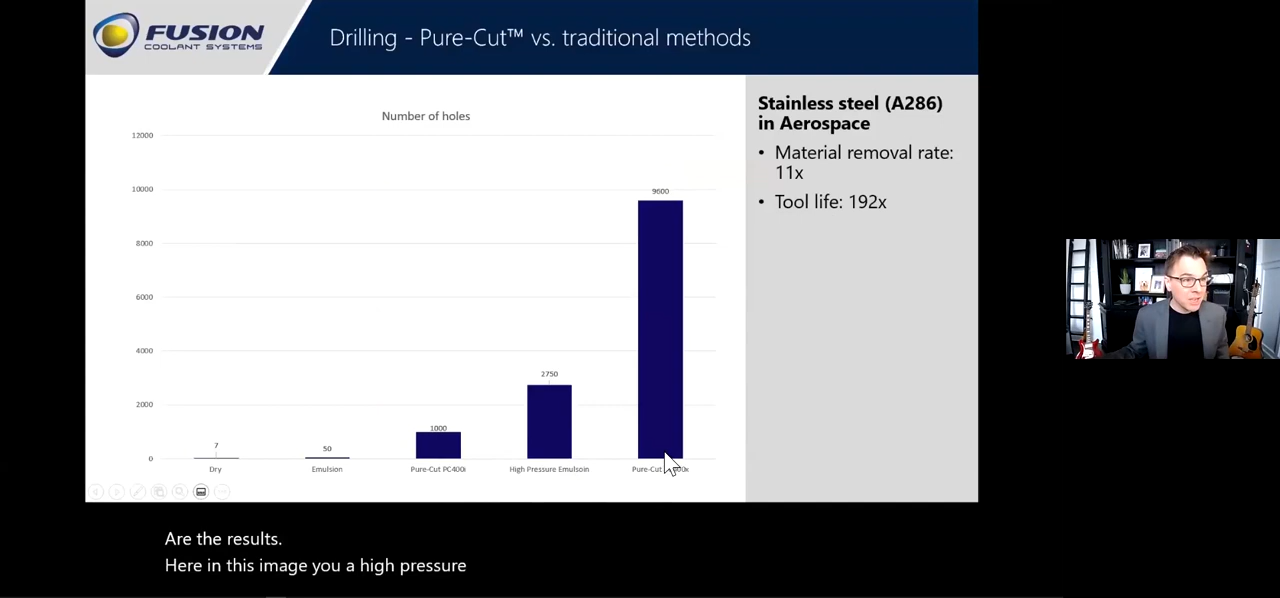 FUSION
COOLANT SYSTEMS
Drilling - Pure-Cut™ vs. traditional methods
Number of holes
12000
10000
8000
6000
4000
2000
0
7
50
1000
2750
9600
Dry
Emulsion
Pure-Cut PC400i
High Pressure Emulsoin
Pure-Cut
Stainless steel (A286)
in Aerospace
• Material removal rate:
11x
• Tool life: 192x
Are the results.
Here in this image you a high pressure